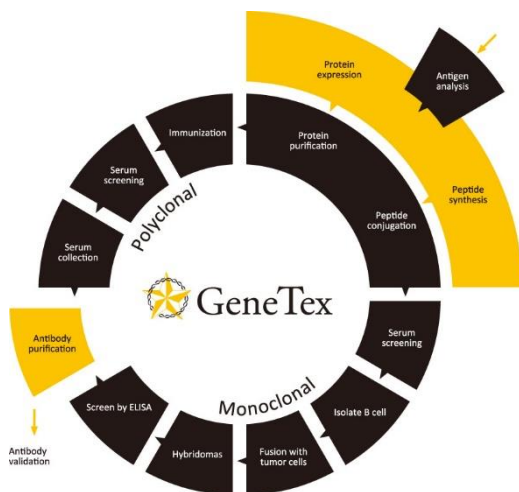 Protein
expression
Antigen
analysis
Immunization
Protein
purification
Serum
screening
Peptide
synthesis
Polyclonal
Peptide
conjugation
Serum
collection
GeneTex
Antibody
purification
Serum
screening
Monoclonal
Screen by ELISA
Isolate B cell
Hybridomas
Fusion with
tumor cells
Antibody
validation